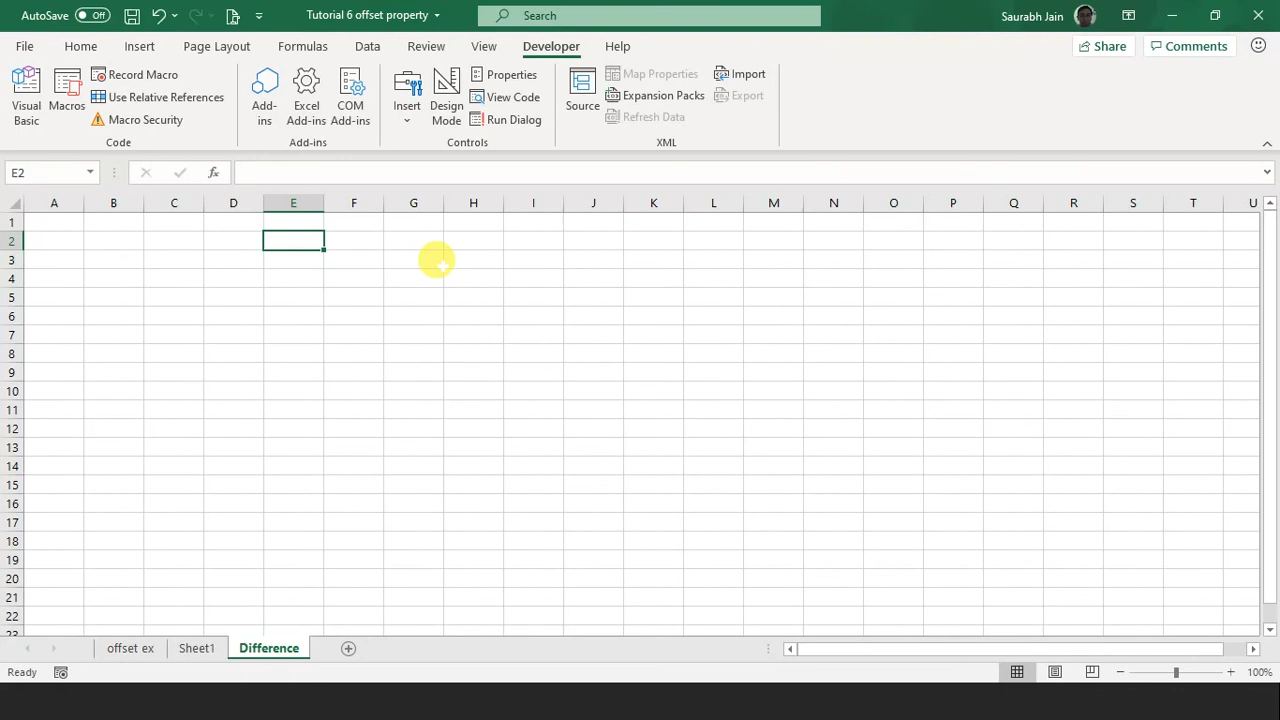 AutoSave Off Tutorial 6 offset property Search Saurabh Jain
File Home Insert Page Layout Formulas Data Review View Developer Help Share Comments
Visual Basic
Macros
Record Macro
Use Relative References
Macro Security
Code
Add-ins
Excel Add-ins
COM Add-ins
Add-ins
Insert
Design Mode
Properties
View Code
Run Dialog
Controls
Source
Map Properties
Expansion Packs
Refresh Data
Import
Export
XML
E2 fx
A B C D E F G H I J K L M N O P Q R S T U
1
2
3
4
5
6
7
8
9
10
11
12
13
14
15
16
17
18
19
20
21
22
23
offset ex Sheet1 Difference
Ready 100%